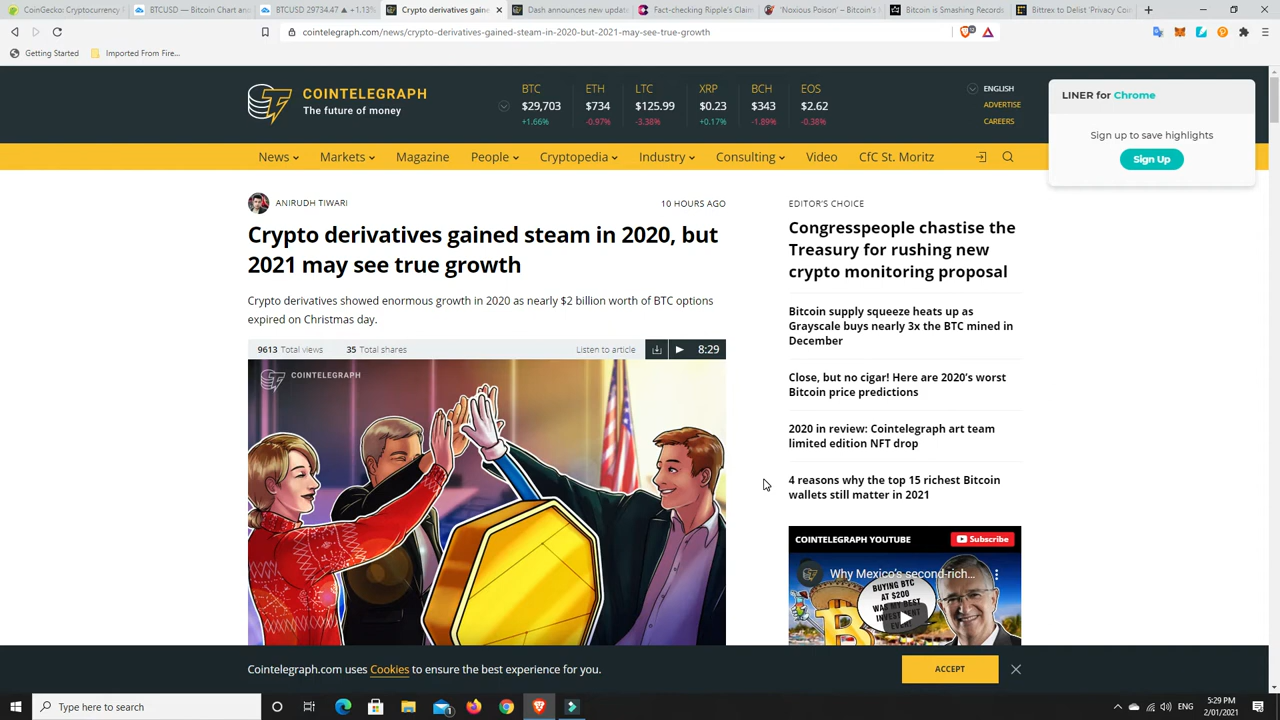 CoinGecko: Cryptocurrency P
BTCUSD — Bitcoin Chart an
BTCUSD 29734.47 ▲ +1.13%
Crypto derivatives gaine
Dash announces new updat
Fact-checking Ripple's Claim
'Noxious Poison' – Bitcoin's
Bitcoin is Smashing Records
Bittrex to Delist 'Privacy Coin
cointelegraph.com/news/crypto-derivatives-gained-steam-in-2020-but-2021-may-see-true-growth
Getting Started
Imported From Fire...
COINTELEGRAPH
The future of money
BTC ETH LTC XRP BCH EOS
$29,703 $734 $125.99 $0.23 $343 $2.62
+1.66% -0.97% -3.38% +0.17% -1.89% -0.38%
ENGLISH
ADVERTISE
CAREERS
LINER for Chrome
Sign up to save highlights
Sign Up
News Markets Magazine People Cryptopedia Industry Consulting Video CfC St. Moritz
ANIRUDH TIWARI
10 HOURS AGO
Crypto derivatives gained steam in 2020, but
2021 may see true growth
Crypto derivatives showed enormous growth in 2020 as nearly $2 billion worth of BTC options
expired on Christmas day.
9613 Total views 35 Total shares Listen to article 8:29
COINTELEGRAPH
EDITOR'S CHOICE
Congresspeople chastise the
Treasury for rushing new
crypto monitoring proposal
Bitcoin supply squeeze heats up as
Grayscale buys nearly 3x the BTC mined in
December
Close, but no cigar! Here are 2020's worst
Bitcoin price predictions
2020 in review: Cointelegraph art team
limited edition NFT drop
4 reasons why the top 15 richest Bitcoin
wallets still matter in 2021
COINTELEGRAPH YOUTUBE
Subscribe
Why Mexico's second-rich...
BUYING BTC
AT $200
WAS MY BEST
INVESTMENT
EVER!
Cointelegraph.com uses Cookies to ensure the best experience for you.
ACCEPT
Type here to search
ENG
5:29 PM
2/01/2021